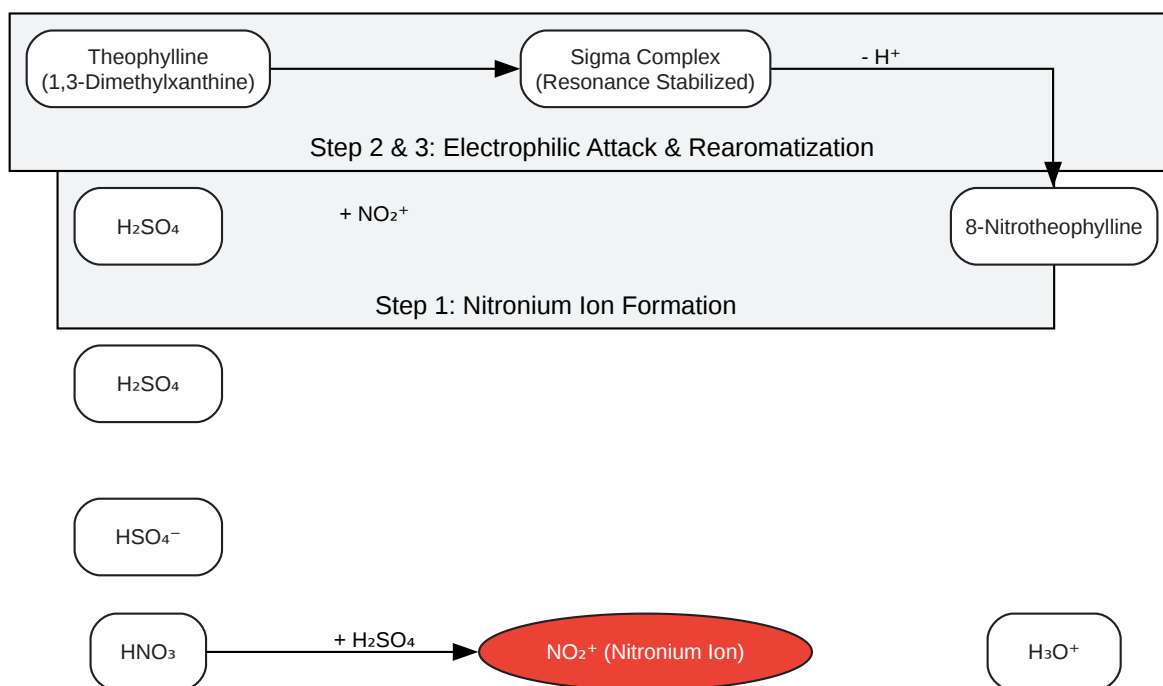 Theophylline
(1,3-Dimethylxanthine)
Sigma Complex
(Resonance Stabilized)
- H⁺
Step 2 & 3: Electrophilic Attack & Rearomatization
H₂SO₄
+ NO₂⁺
8-Nitrotheophylline
Step 1: Nitronium Ion Formation
H₂SO₄
HSO₄⁻
HNO₃
+ H₂SO₄
NO₂⁺ (Nitronium Ion)
H₃O⁺